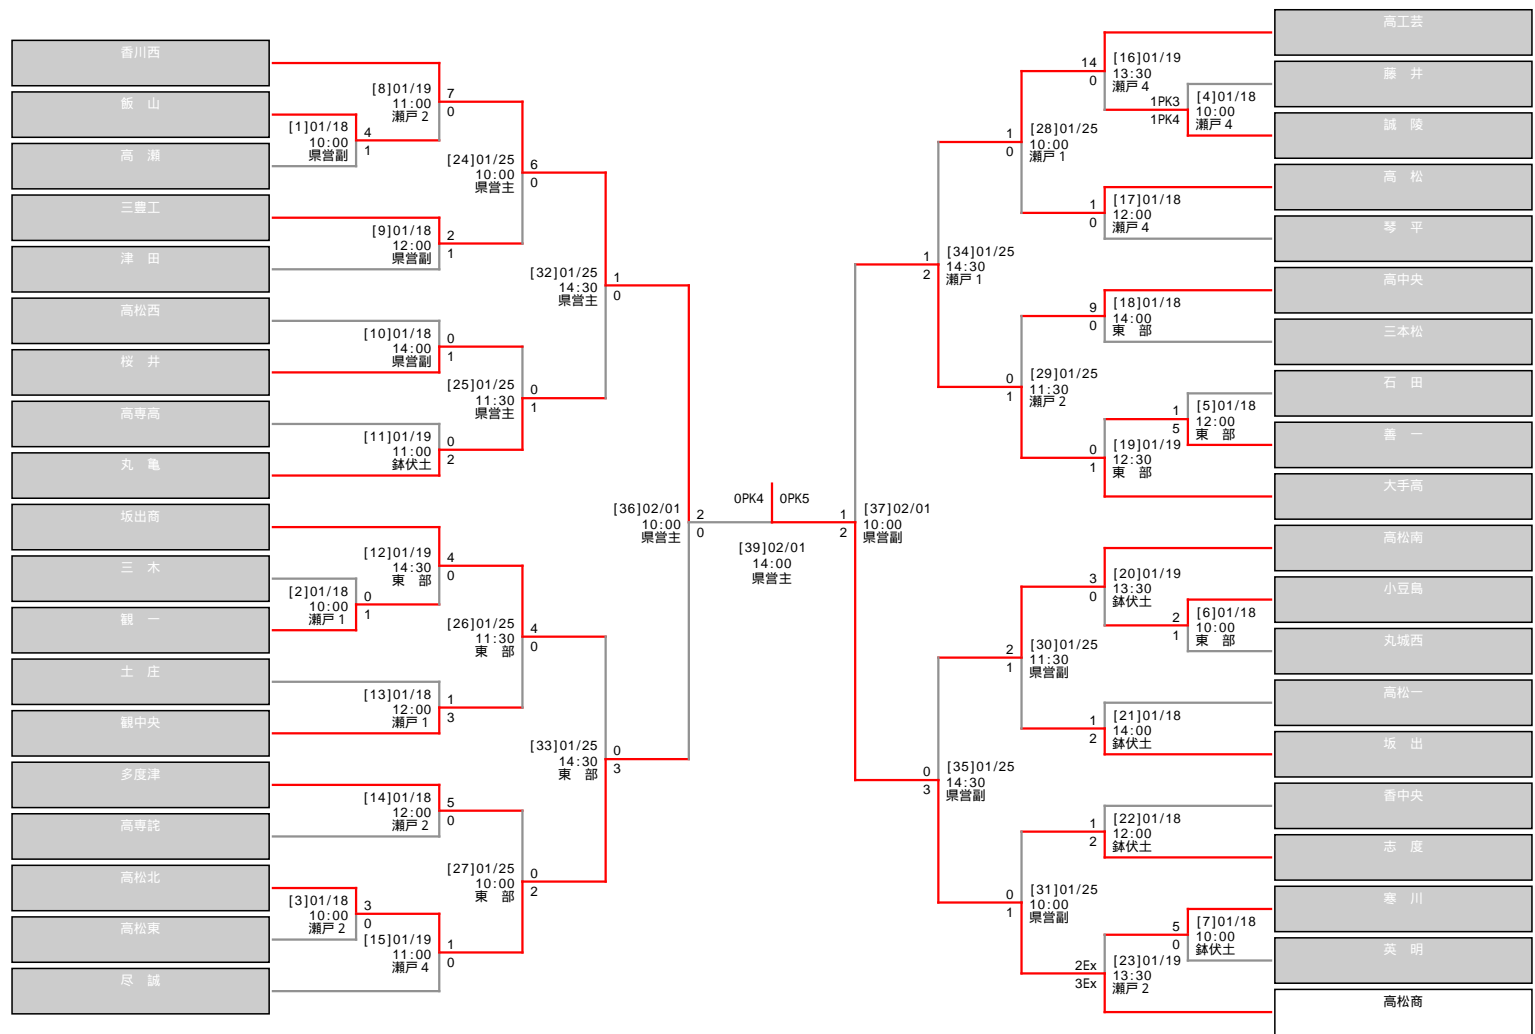 香川西
飯　山
高　瀬
三豊工
津　田
高松西
桜　井
高専高
丸　亀
坂出商
三　木
観　一
土　庄
観中央
多度津
高専詫
高松北
高松東
尽　誠
[1]01/18
10:00
県営副
4
1
[2]01/18
10:00
瀬戸1
0
1
[3]01/18
10:00
瀬戸2
3
0
[8]01/19
11:00
瀬戸2
7
0
[9]01/18
12:00
県営副
2
1
[10]01/18
14:00
県営副
0
1
[11]01/19
11:00
鉢伏土
0
2
[12]01/19
14:30
東　部
4
0
[13]01/18
12:00
瀬戸1
1
3
[14]01/18
12:00
瀬戸2
5
0
[15]01/19
11:00
瀬戸4
1
0
[24]01/25
10:00
県営主
6
0
[25]01/25
11:30
県営主
0
1
[26]01/25
11:30
東　部
4
0
[27]01/25
10:00
東　部
0
2
[32]01/25
14:30
県営主
1
0
[33]01/25
14:30
東　部
0
3
[36]02/01
10:00
県営主
2
0
0PK4
0PK5
[39]02/01
14:00
県営主
1
2
[37]02/01
10:00
県営副
1
2
[34]01/25
14:30
瀬戸1
0
3
[35]01/25
14:30
県営副
1
0
[28]01/25
10:00
瀬戸1
0
1
[29]01/25
11:30
瀬戸2
2
1
[30]01/25
11:30
県営副
0
1
[31]01/25
10:00
県営副
14
0
[16]01/19
13:30
瀬戸4
1
0
[17]01/18
12:00
瀬戸4
9
0
[18]01/18
14:00
東　部
0
1
[19]01/19
12:30
東　部
3
0
[20]01/19
13:30
鉢伏土
1
2
[21]01/18
14:00
鉢伏土
1
2
[22]01/18
12:00
鉢伏土
2Ex
3Ex
[23]01/19
13:30
瀬戸2
1PK3
1PK4
[4]01/18
10:00
瀬戸4
1
5
[5]01/18
12:00
東　部
2
1
[6]01/18
10:00
東　部
5
0
[7]01/18
10:00
鉢伏土
高工芸
藤　井
誠　陵
高　松
琴　平
高中央
三本松
石　田
善　一
大手高
高松南
小豆島
丸城西
高松一
坂　出
香中央
志　度
寒　川
英　明
高松商